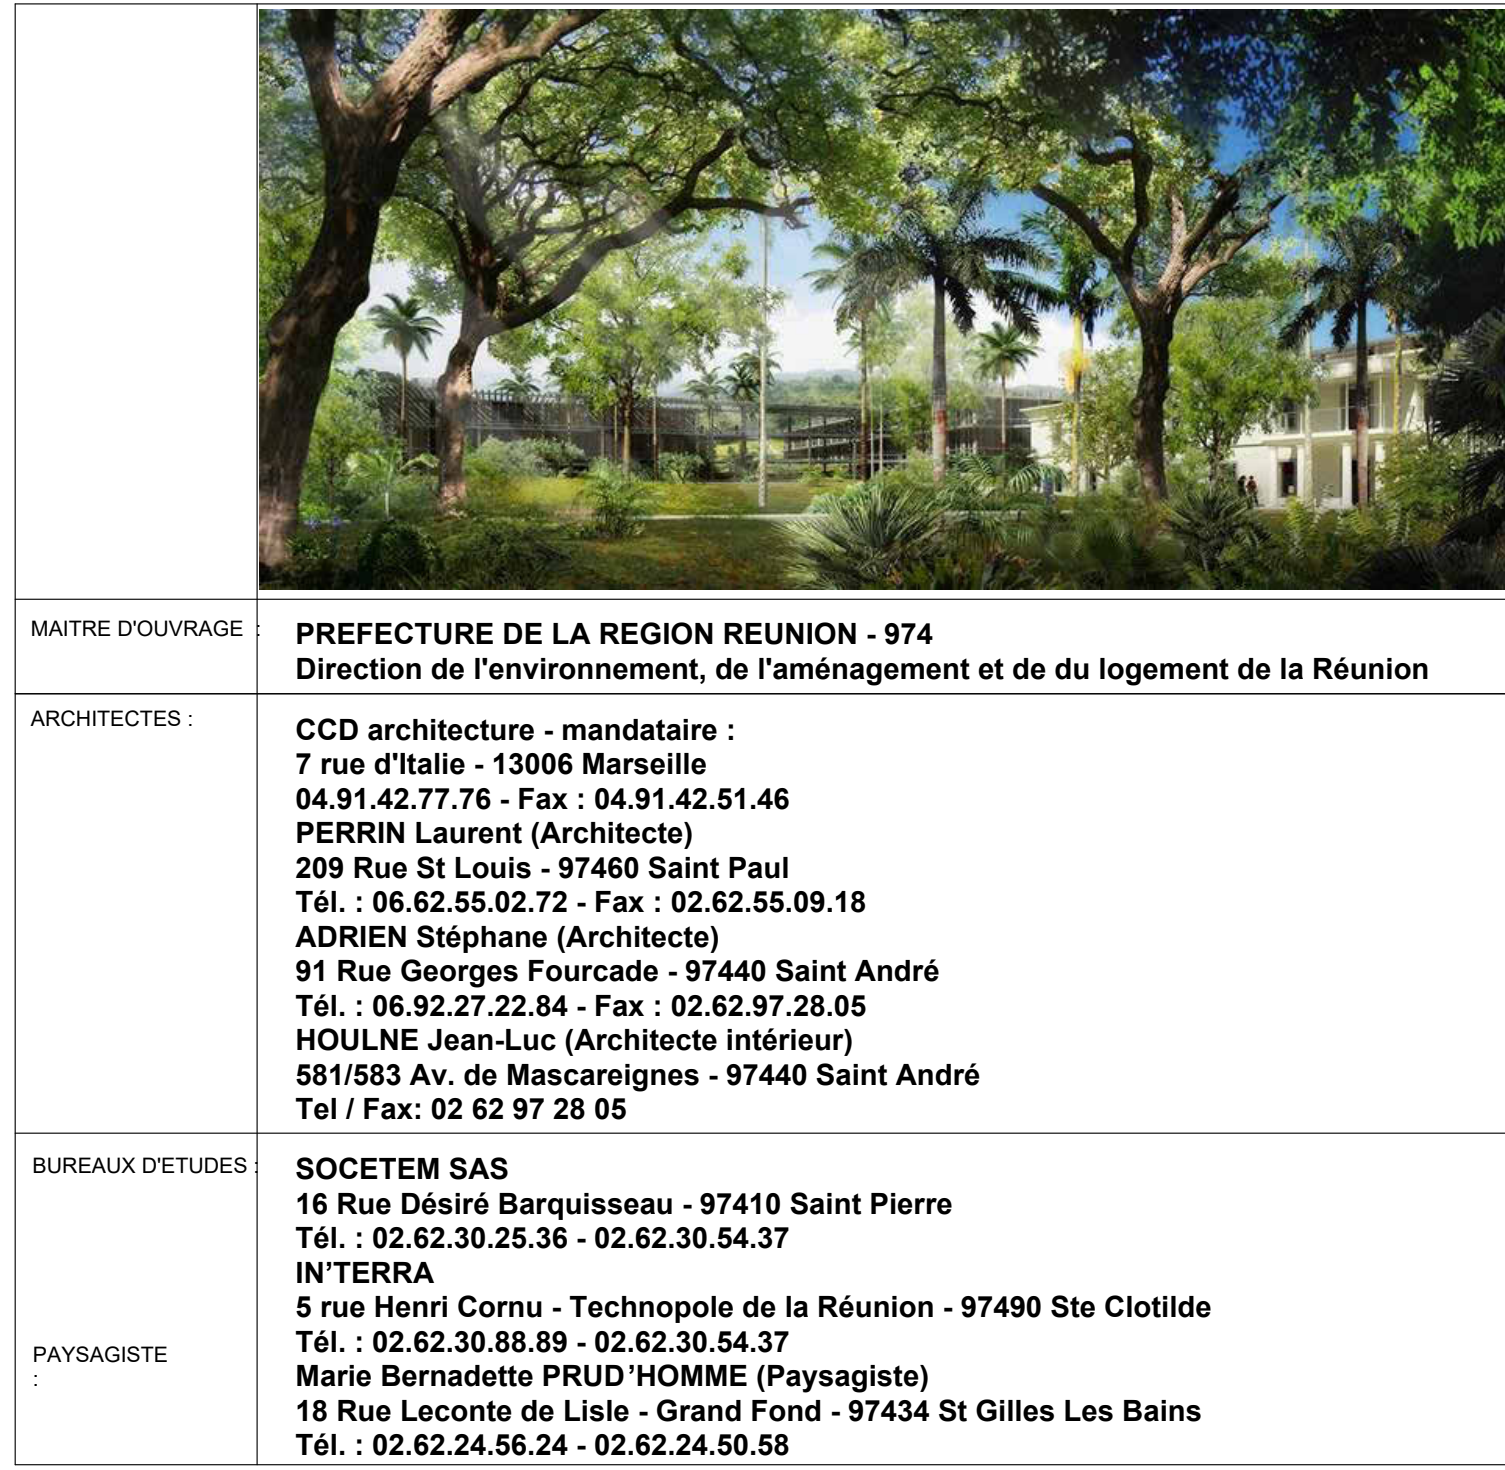 MAITRE D'OUVRAGE :
PREFECTURE DE LA REGION REUNION - 974
Direction de l'environnement, de l'aménagement et de du logement de la Réunion
ARCHITECTES :
CCD architecture - mandataire :
7 rue d'Italie - 13006 Marseille
04.91.42.77.76 - Fax : 04.91.42.51.46
PERRIN Laurent (Architecte)
209 Rue St Louis - 97460 Saint Paul
Tél. : 06.62.55.02.72 - Fax : 02.62.55.09.18
ADRIEN Stéphane (Architecte)
91 Rue Georges Fourcade - 97440 Saint André
Tél. : 06.92.27.22.84 - Fax : 02.62.97.28.05
HOULNE Jean-Luc (Architecte intérieur)
581/583 Av. de Mascareignes - 97440 Saint André
Tel / Fax: 02 62 97 28 05
BUREAUX D'ETUDES :
SOCETEM SAS
16 Rue Désiré Barquisseau - 97410 Saint Pierre
Tél. : 02.62.30.25.36 - 02.62.30.54.37
IN’TERRA
5 rue Henri Cornu - Technopole de la Réunion - 97490 Ste Clotilde
Tél. : 02.62.30.88.89 - 02.62.30.54.37
PAYSAGISTE
:
Marie Bernadette PRUD’HOMME (Paysagiste)
18 Rue Leconte de Lisle - Grand Fond - 97434 St Gilles Les Bains
Tél. : 02.62.24.56.24 - 02.62.24.50.58